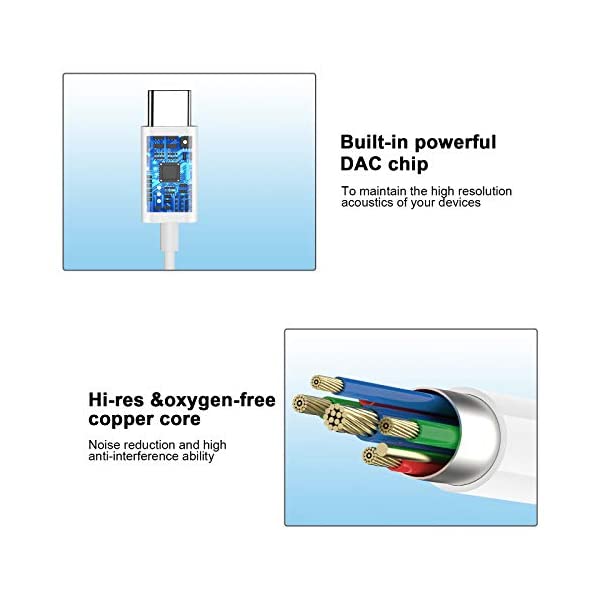 Built-in powerful
DAC chip
To maintain the high resolution
acoustics of your devices
Hi-res &oxygen-free
copper core
Noise reduction and high
anti-interference ability